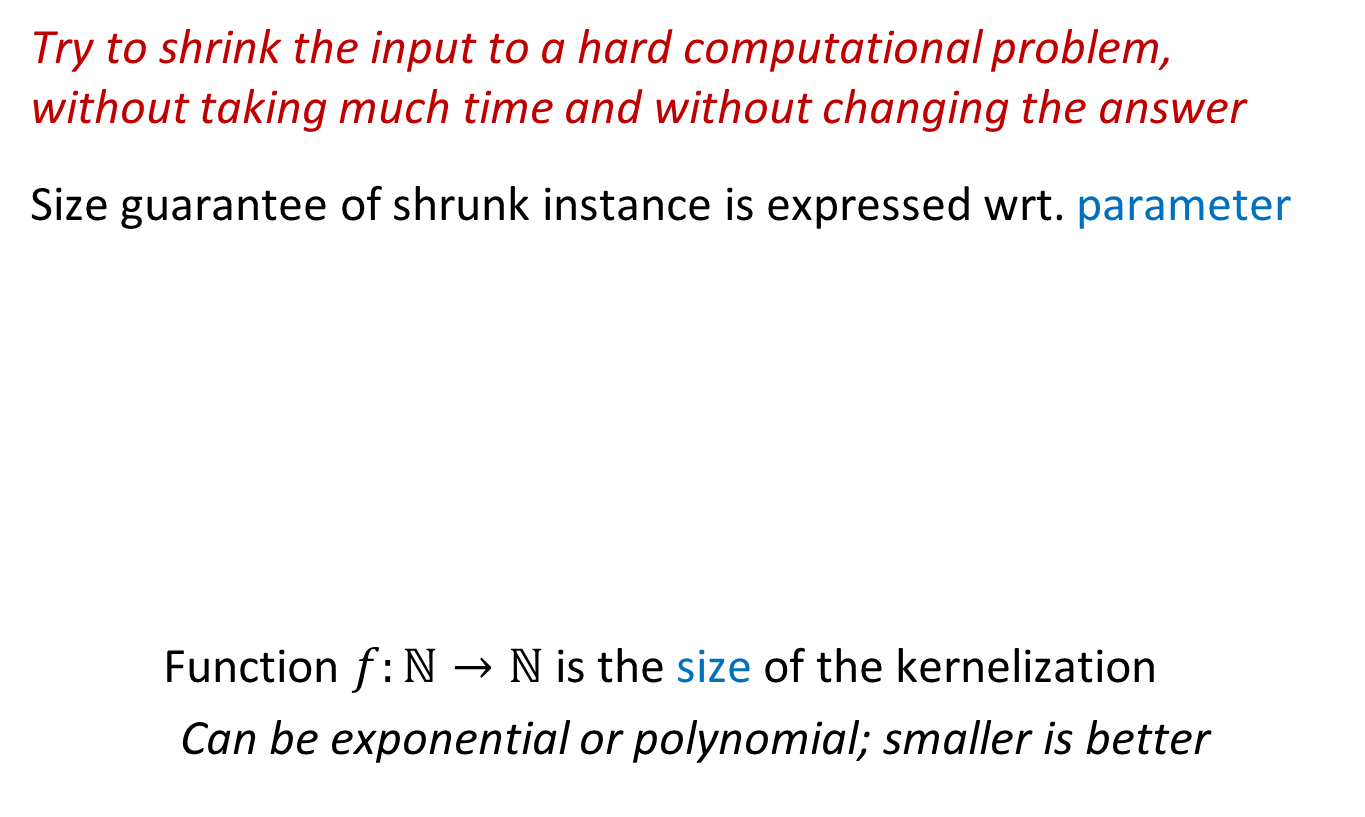 Try to shrink the input to a hard computational problem,
without taking much time and without changing the answer
Size guarantee of shrunk instance is expressed wrt. parameter
Function 𝑓: ℕ → ℕ is the size of the kernelization
Can be exponential or polynomial; smaller is better